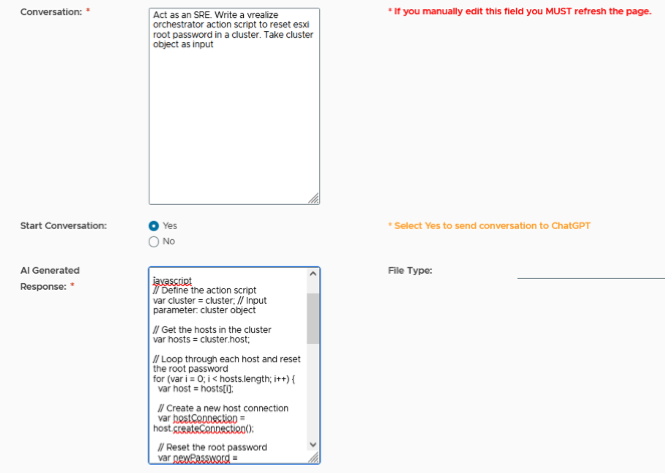 Conversation: *
Act as an SRE. Write a vrealize
orchestrator action script to reset esxi
root password in a cluster. Take cluster
object as input
* If you manually edit this field you MUST refresh the page.
Start Conversation:
Yes
No
* Select Yes to send conversation to ChatGPT
AI Generated
Response: *
javascript
// Define the action script
var cluster = cluster; // Input
parameter: cluster object
// Get the hosts in the cluster
var hosts = cluster.host;
// Loop through each host and reset
the root password
for (var i = 0; i < hosts.length; i++) {
var host = hosts[i];
// Create a new host connection
var hostConnection =
host.createConnection();
// Reset the root password
var newPassword =
File Type: